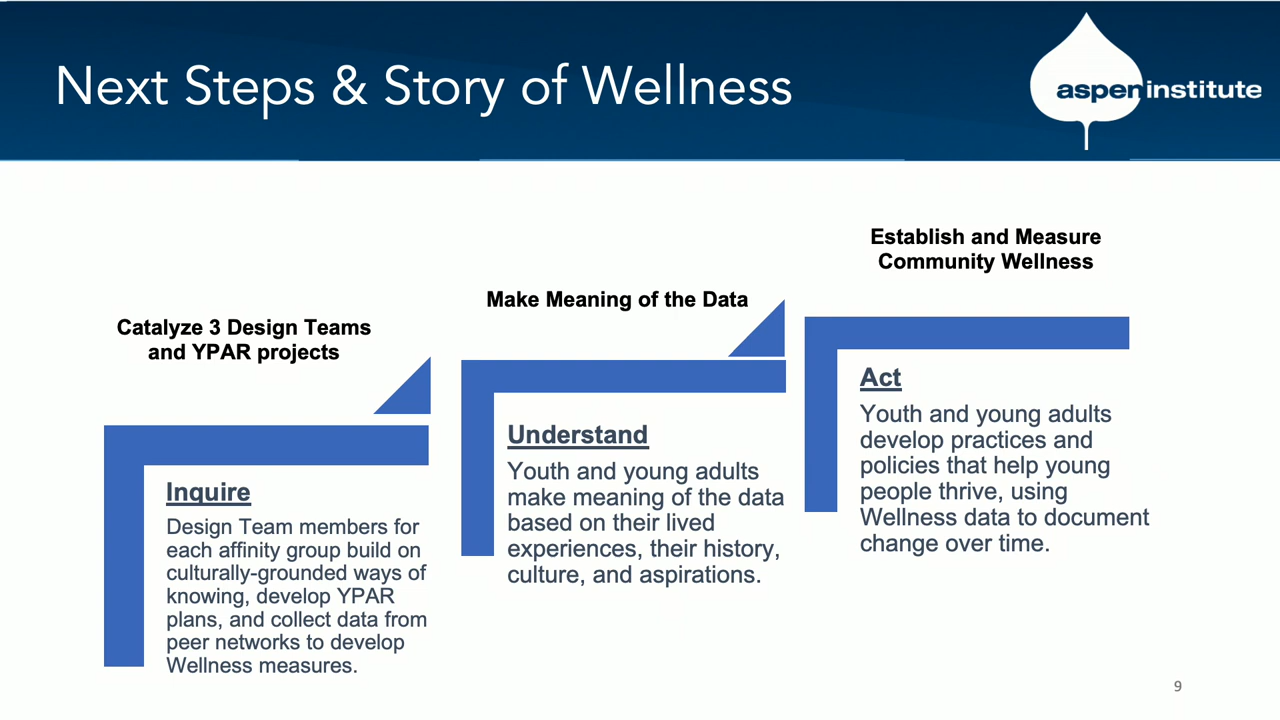 Next Steps & Story of Wellness
aspen institute
Catalyze 3 Design Teams
and YPAR projects
Inquire
Design Team members for
each affinity group build on
culturally-grounded ways of
knowing, develop YPAR
plans, and collect data from
peer networks to develop
Wellness measures.
Make Meaning of the Data
Understand
Youth and young adults
make meaning of the data
based on their lived
experiences, their history,
culture, and aspirations.
Establish and Measure
Community Wellness
Act
Youth and young adults
develop practices and
policies that help young
people thrive, using
Wellness data to document
change over time.
9